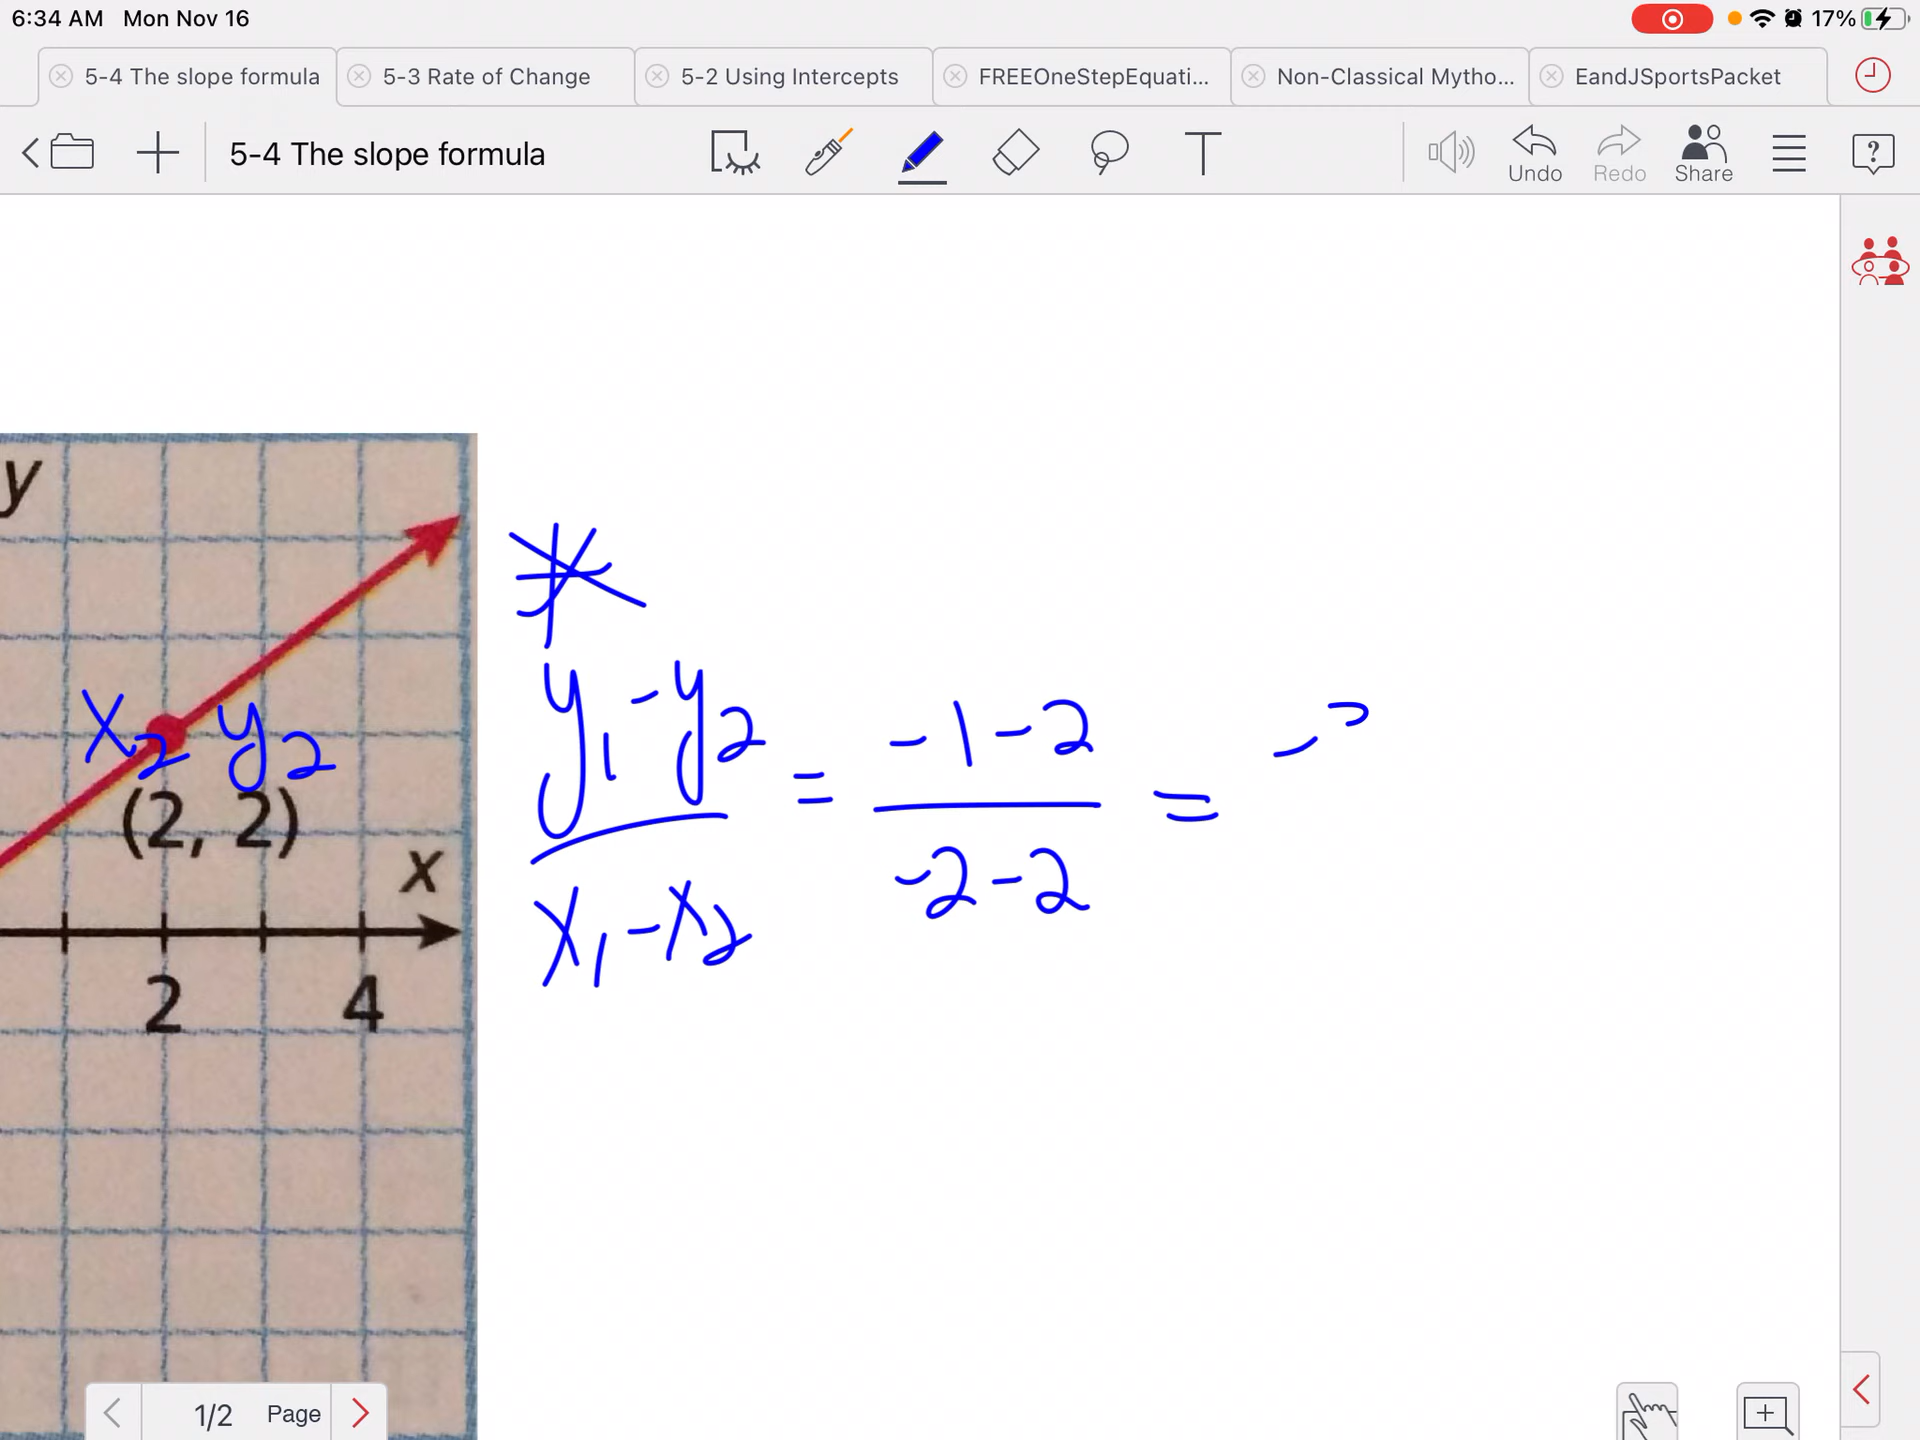 6:34 AM Mon Nov 16
17%
5-4 The slope formula
5-3 Rate of Change
5-2 Using Intercepts
FREEOneStepEquati...
Non-Classical Mytho...
EandJSportsPacket
5-4 The slope formula
T
Undo
Redo
Share
?
y
x₂ y₂
(2, 2)
x
2 4
*
y₁ - y₂ = -1 - 2 =
x₁ - x₂ -2 - 2
1/2 Page